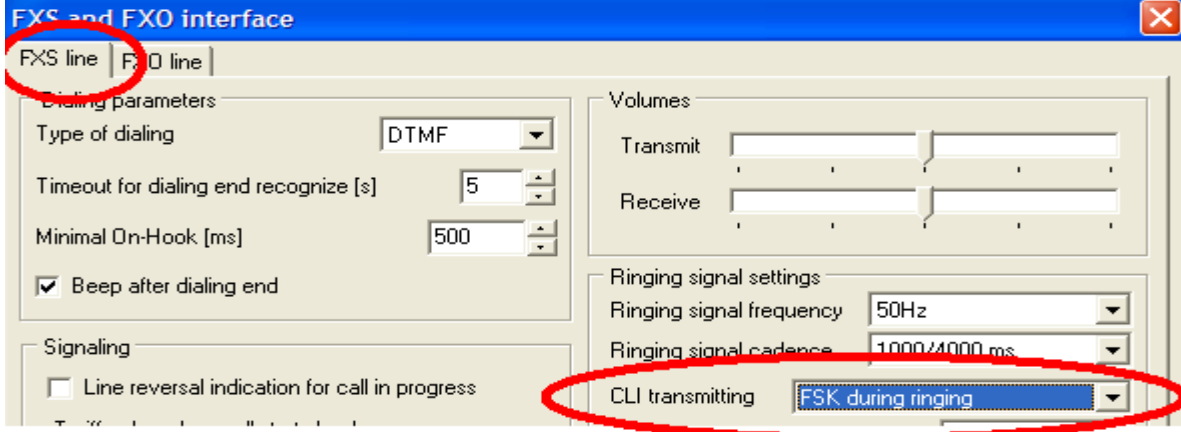 FXS and FXO interface
FXS line
FXO line
Dialing parameters
Type of dialing
DTMF
Timeout for dialing end recognize [s]
5
Minimal On-Hook [ms]
500
Beep after dialing end
Signaling
Line reversal indication for call in progress
Volumes
Transmit
Receive
Ringing signal settings
Ringing signal frequency
50Hz
Ringing signal cadence
1000/4000 ms
CLI transmitting
FSK during ringing